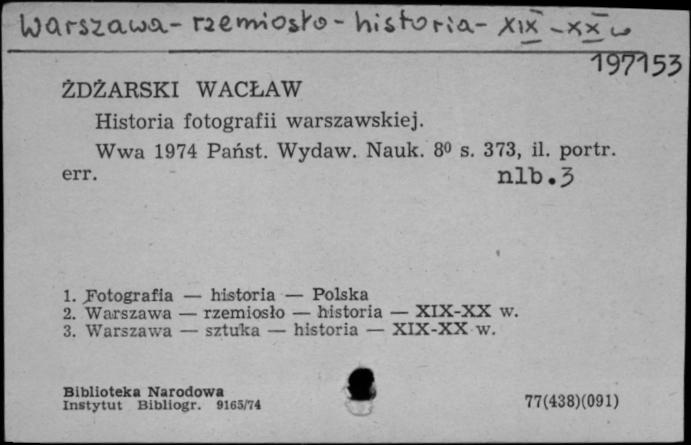 Warszawa - rzemiosło - historia - XIX - XX w
197153
ŻDŻARSKI WACŁAW
Historia fotografii warszawskiej.
Wwa 1974 Państ. Wydaw. Nauk. 8⁰ s. 373, il. portr.
err. nlb.3
1. Fotografia — historia — Polska
2. Warszawa — rzemiosło — historia — XIX-XX w.
3. Warszawa — sztuka — historia — XIX-XX w.
Biblioteka Narodowa
Instytut Bibliogr. 9165/74 77(438)(091)